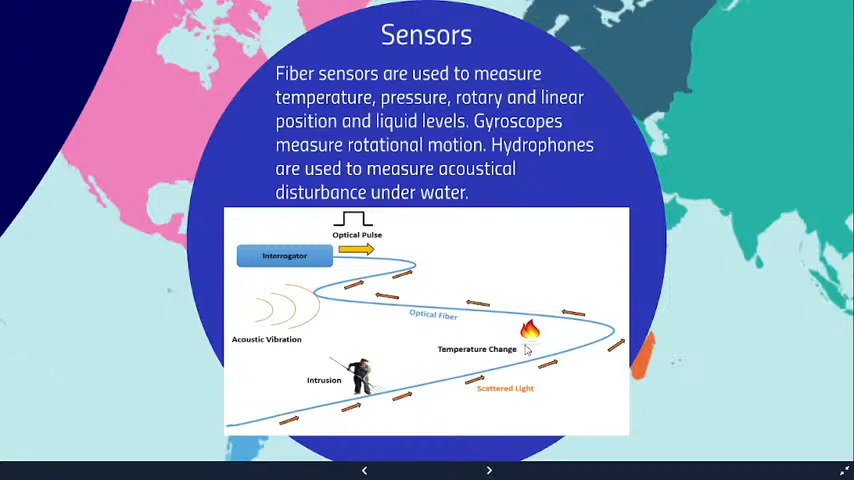 Sensors
Fiber sensors are used to measure
temperature, pressure, rotary and linear
position and liquid levels. Gyroscopes
measure rotational motion. Hydrophones
are used to measure acoustical
disturbance under water.
Optical Pulse
Interrogator
Optical Fiber
Acoustic Vibration
Temperature Change
Intrusion
Scattered Light